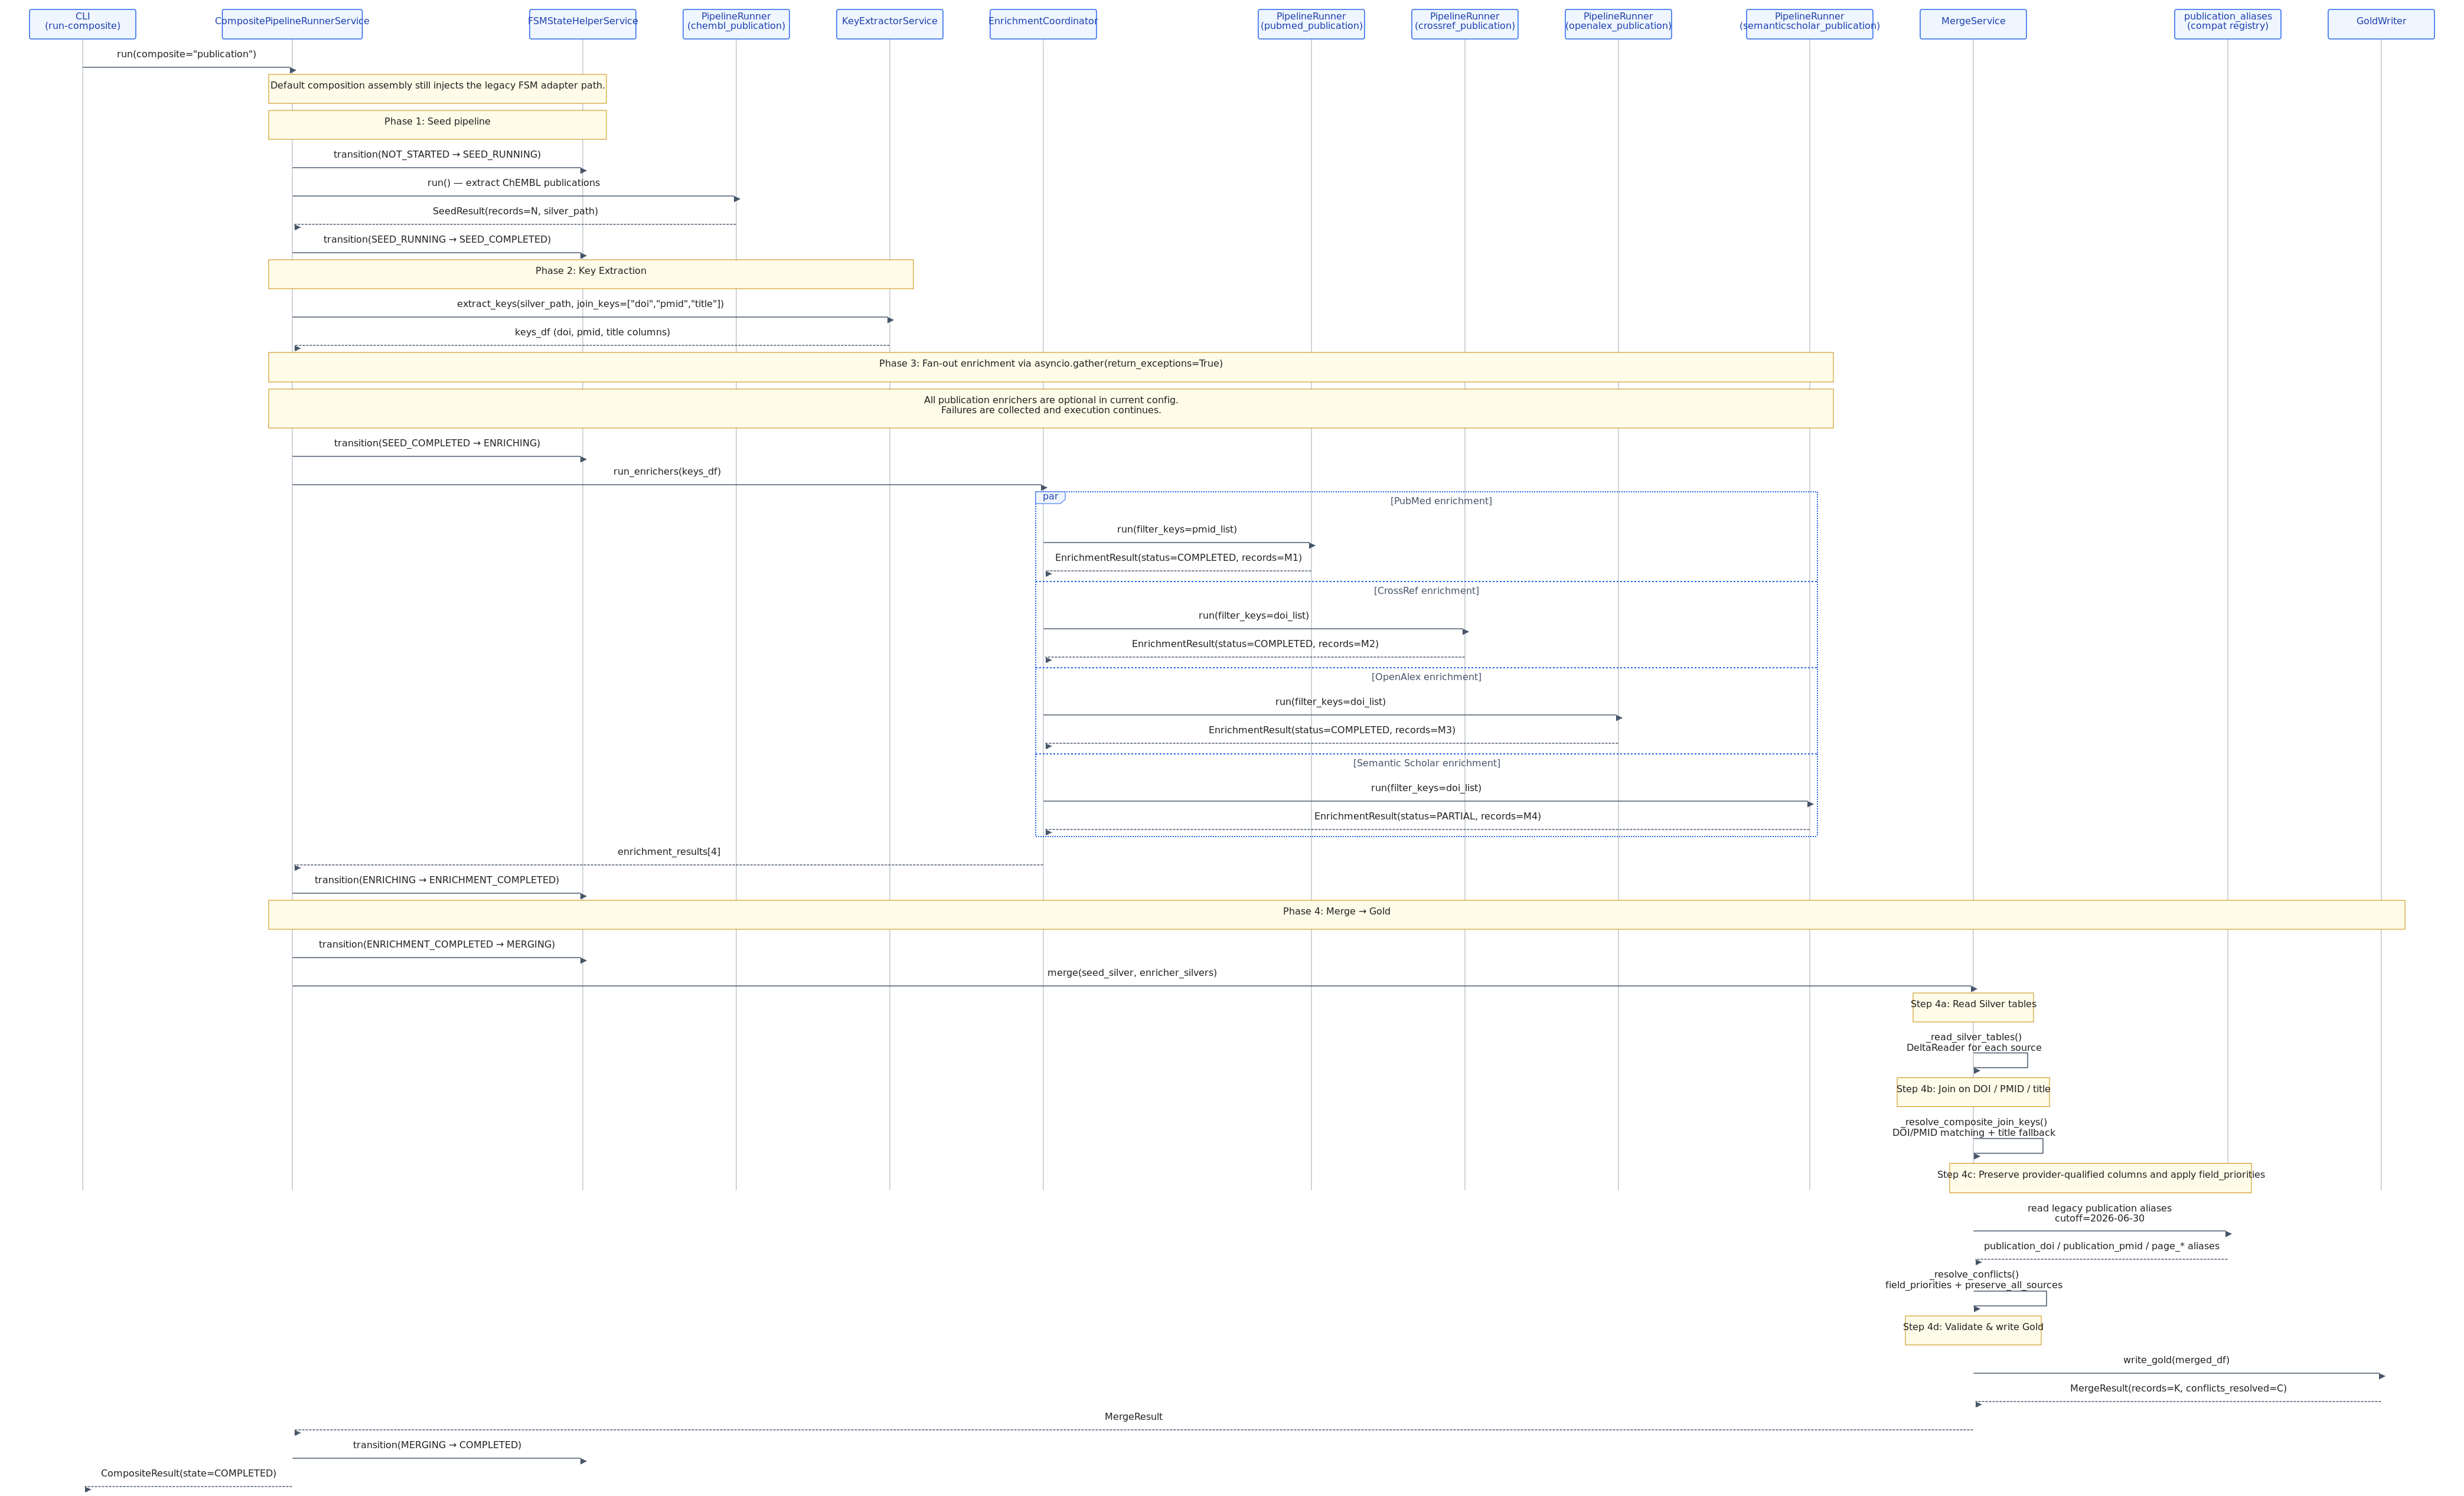 CLI
(run-composite)
CompositePipelineRunnerService
FSMStateHelperService
PipelineRunner
(chembl_publication)
KeyExtractorService
EnrichmentCoordinator
PipelineRunner
(pubmed_publication)
PipelineRunner
(crossref_publication)
PipelineRunner
(openalex_publication)
PipelineRunner
(semanticscholar_publication)
MergeService
publication_aliases
(compat registry)
GoldWriter
run(composite="publication")
Default composition assembly still injects the legacy FSM adapter path.
Phase 1: Seed pipeline
transition(NOT_STARTED → SEED_RUNNING)
run() — extract ChEMBL publications
SeedResult(records=N, silver_path)
transition(SEED_RUNNING → SEED_COMPLETED)
Phase 2: Key Extraction
extract_keys(silver_path, join_keys=["doi","pmid","title"])
keys_df (doi, pmid, title columns)
Phase 3: Fan-out enrichment via asyncio.gather(return_exceptions=True)
All publication enrichers are optional in current config.
Failures are collected and execution continues.
transition(SEED_COMPLETED → ENRICHING)
run_enrichers(keys_df)
par
[PubMed enrichment]
run(filter_keys=pmid_list)
EnrichmentResult(status=COMPLETED, records=M1)
[CrossRef enrichment]
run(filter_keys=doi_list)
EnrichmentResult(status=COMPLETED, records=M2)
[OpenAlex enrichment]
run(filter_keys=doi_list)
EnrichmentResult(status=COMPLETED, records=M3)
[Semantic Scholar enrichment]
run(filter_keys=doi_list)
EnrichmentResult(status=PARTIAL, records=M4)
enrichment_results[4]
transition(ENRICHING → ENRICHMENT_COMPLETED)
Phase 4: Merge → Gold
transition(ENRICHMENT_COMPLETED → MERGING)
merge(seed_silver, enricher_silvers)
Step 4a: Read Silver tables
_read_silver_tables()
DeltaReader for each source
Step 4b: Join on DOI / PMID / title
_resolve_composite_join_keys()
DOI/PMID matching + title fallback
Step 4c: Preserve provider-qualified columns and apply field_priorities
read legacy publication aliases
cutoff=2026-06-30
publication_doi / publication_pmid / page_* aliases
_resolve_conflicts()
field_priorities + preserve_all_sources
Step 4d: Validate & write Gold
write_gold(merged_df)
MergeResult(records=K, conflicts_resolved=C)
MergeResult
transition(MERGING → COMPLETED)
CompositeResult(state=COMPLETED)